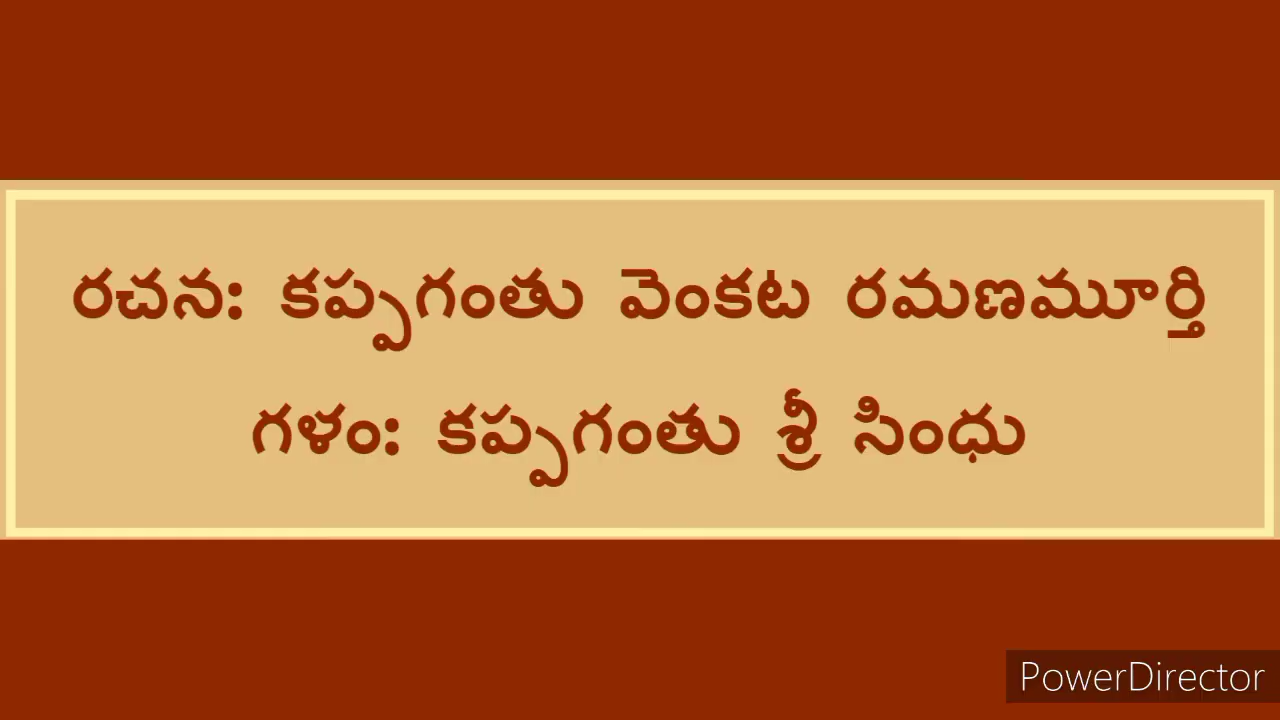 రచన: కప్పగంతు వెంకట రమణమూర్తి
గళం: కప్పగంతు శ్రీ సింధు
PowerDirector